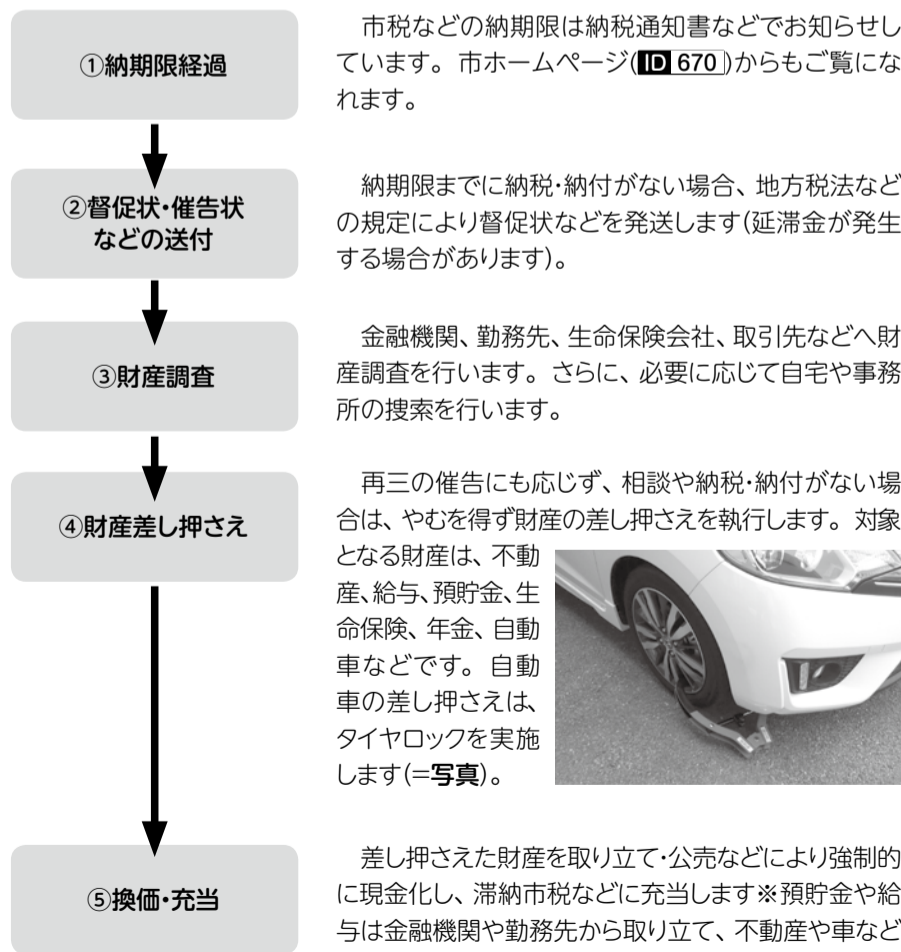 ①納期限経過
市税などの納期限は納税通知書などでお知らせし
ています。市ホームページ(ID 670)からもご覧にな
れます。
②督促状・催告状
などの送付
納期限までに納税・納付がない場合、地方税法など
の規定により督促状などを発送します(延滞金が発生
する場合があります)。
③財産調査
金融機関、勤務先、生命保険会社、取引先などへ財
産調査を行います。さらに、必要に応じて自宅や事務
所の捜索を行います。
④財産差し押さえ
再三の催告にも応じず、相談や納税・納付がない場
合は、やむを得ず財産の差し押さえを執行します。対象
となる財産は、不動
産、給与、預貯金、生
命保険、年金、自動
車などです。自動
車の差し押さえは、
タイヤロックを実施
します(=写真)。
⑤換価・充当
差し押さえた財産を取り立て・公売などにより強制的
に現金化し、滞納市税などに充当します※預貯金や給
与は金融機関や勤務先から取り立て、不動産や車など